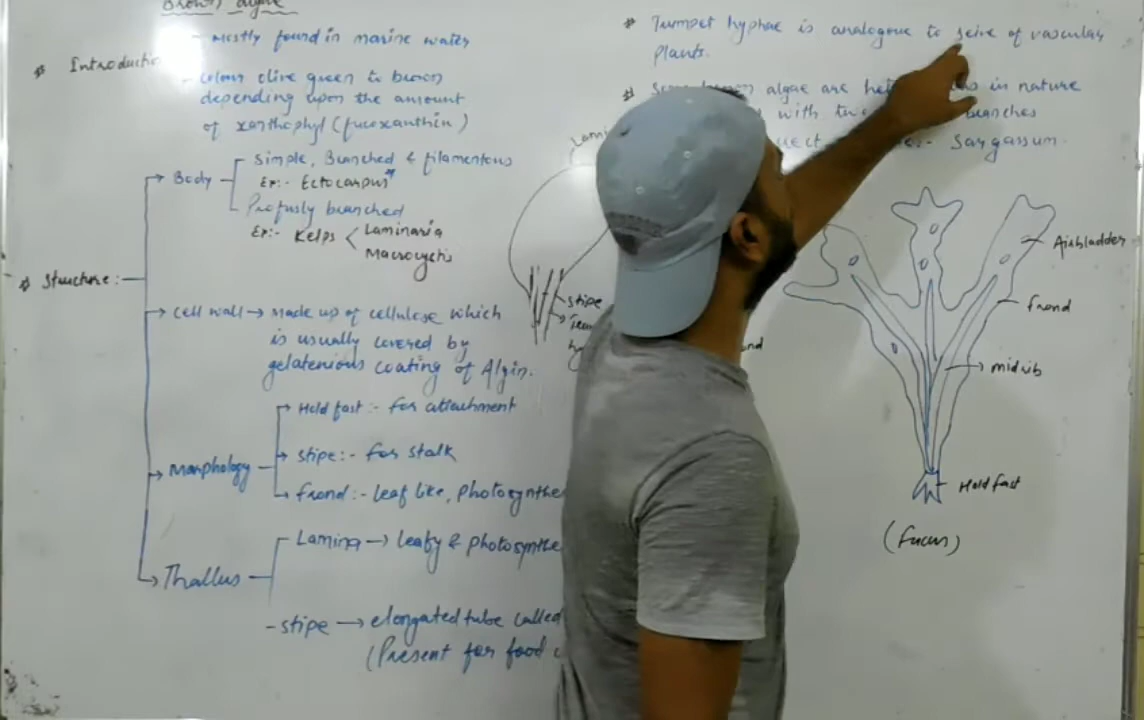 Brown algae
* Introductio
- mostly found in marine water
- colour olive green to brown
depending upon the amount
of xanthophyl (fucoxanthin)
* Structure :-
Body
Simple, Branched & filamentous
Ex:- Ectocarpus
Profusly branched
Ex:- Kelps < Laminaria
Macrocystis
cell wall → Made up of cellulose which
is usually covered by
gelatenious coating of Algin.
Morphology
Hold fast :- for attachment
stipe :- for stalk
frond :- leaf like, photosynthe
Thallus
Lamina → leafy & photosynthe
- stipe → elongated tube called
(Present for food
* Trumpet hyphae is analogous to seive of vascular
plants.
algae are het in nature
with tw branches
Sargassum.
Lami
stipe
Airbladder
frond
midrib
Hold fast
(fucus)